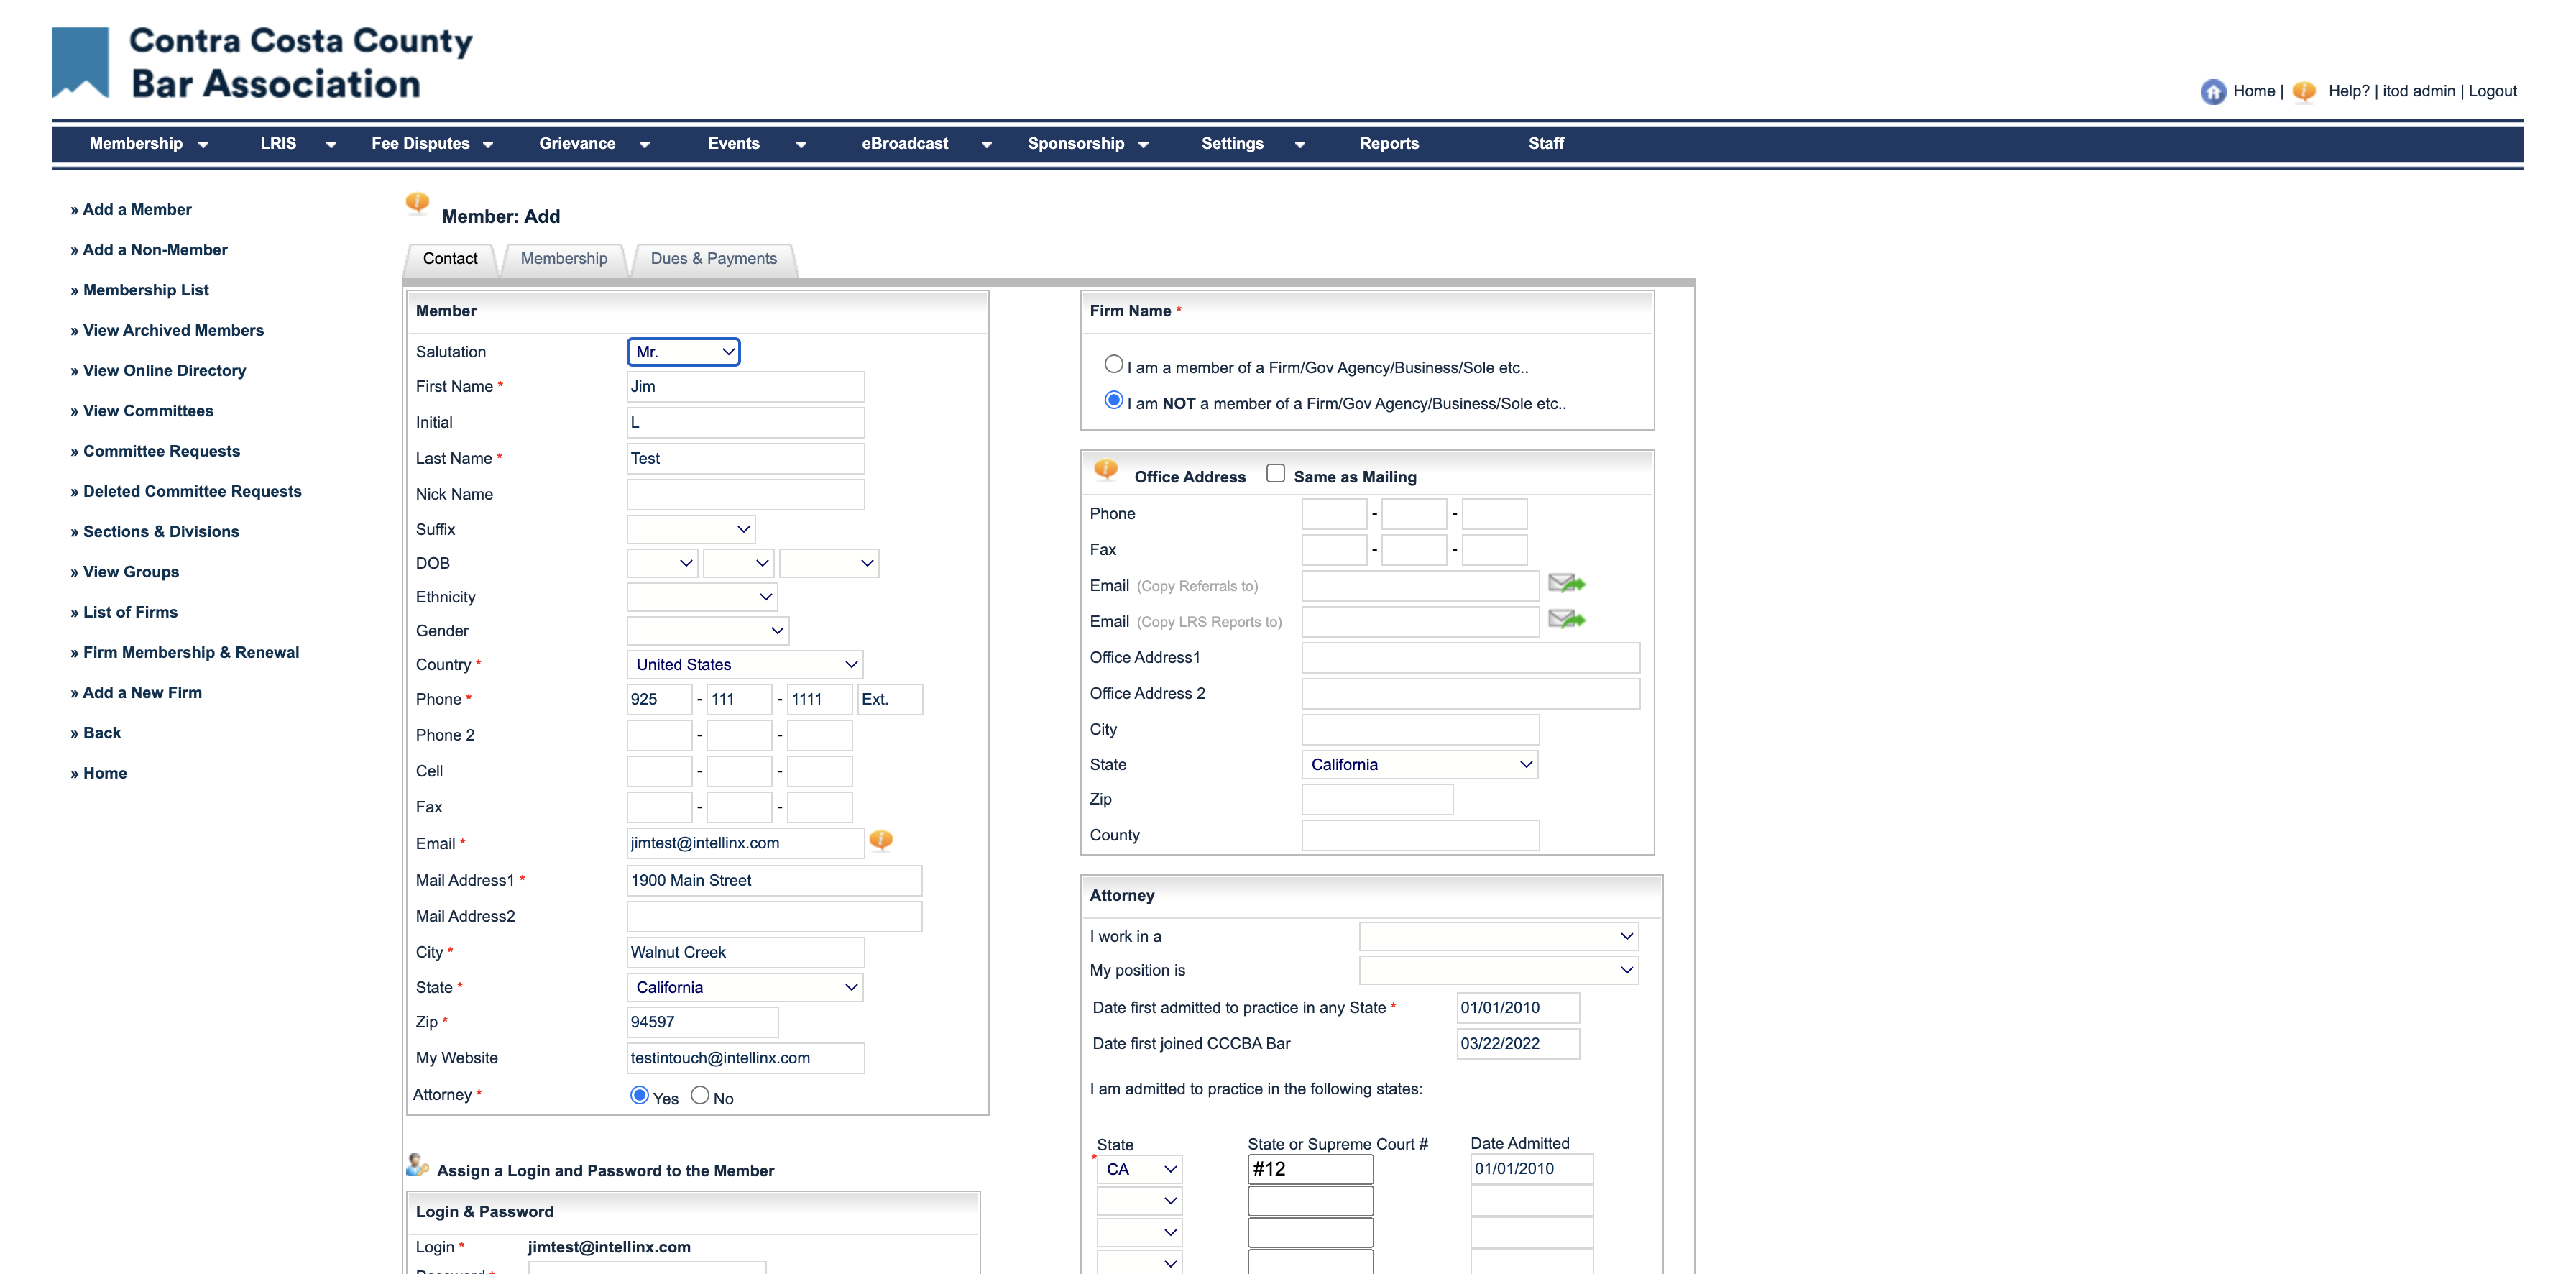 Contra Costa County
Bar Association
Home | Help? | itod admin | Logout
Membership LRIS Fee Disputes Grievance Events eBroadcast Sponsorship Settings Reports Staff
» Add a Member
» Add a Non-Member
» Membership List
» View Archived Members
» View Online Directory
» View Committees
» Committee Requests
» Deleted Committee Requests
» Sections & Divisions
» View Groups
» List of Firms
» Firm Membership & Renewal
» Add a New Firm
» Back
» Home
Member: Add
Contact Membership Dues & Payments
Member
Salutation Mr.
First Name * Jim
Initial L
Last Name * Test
Nick Name
Suffix
DOB
Ethnicity
Gender
Country * United States
Phone * 925 - 111 - 1111 Ext.
Phone 2 - -
Cell - -
Fax - -
Email * jimtest@intellinx.com
Mail Address1 * 1900 Main Street
Mail Address2
City * Walnut Creek
State * California
Zip * 94597
My Website testintouch@intellinx.com
Attorney * Yes No
Assign a Login and Password to the Member
Login & Password
Login * jimtest@intellinx.com
Firm Name *
I am a member of a Firm/Gov Agency/Business/Sole etc..
I am NOT a member of a Firm/Gov Agency/Business/Sole etc..
Office Address Same as Mailing
Phone - -
Fax - -
Email (Copy Referrals to)
Email (Copy LRS Reports to)
Office Address1
Office Address 2
City
State California
Zip
County
Attorney
I work in a
My position is
Date first admitted to practice in any State * 01/01/2010
Date first joined CCCBA Bar 03/22/2022
I am admitted to practice in the following states:
State State or Supreme Court # Date Admitted
* CA #12 01/01/2010